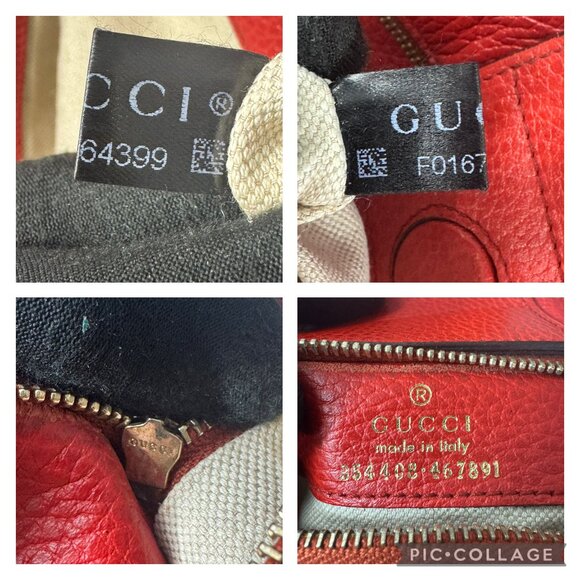 CCI®
64399
GUC
F0167
GUCCI
®
GUCCI
made in Italy
354408·467891
PIC•COLLAGE